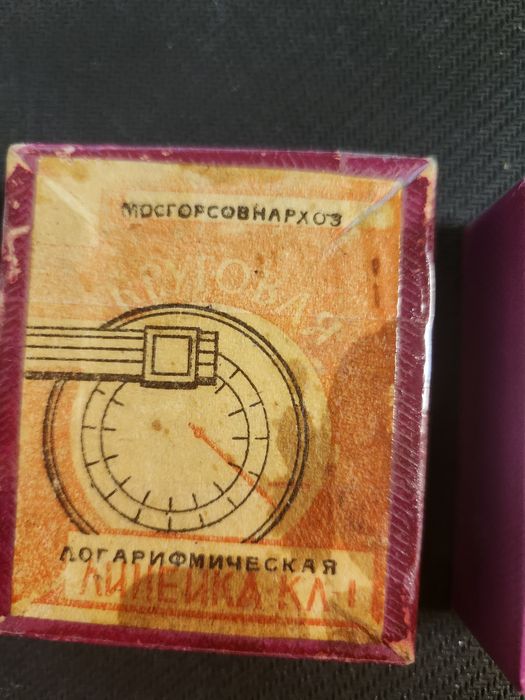 МОСГОРСОВНАРХОЗ
КРУГОВАЯ
ЛОГАРИФМИЧЕСКАЯ
ЛИНЕЙКА КЛ-1